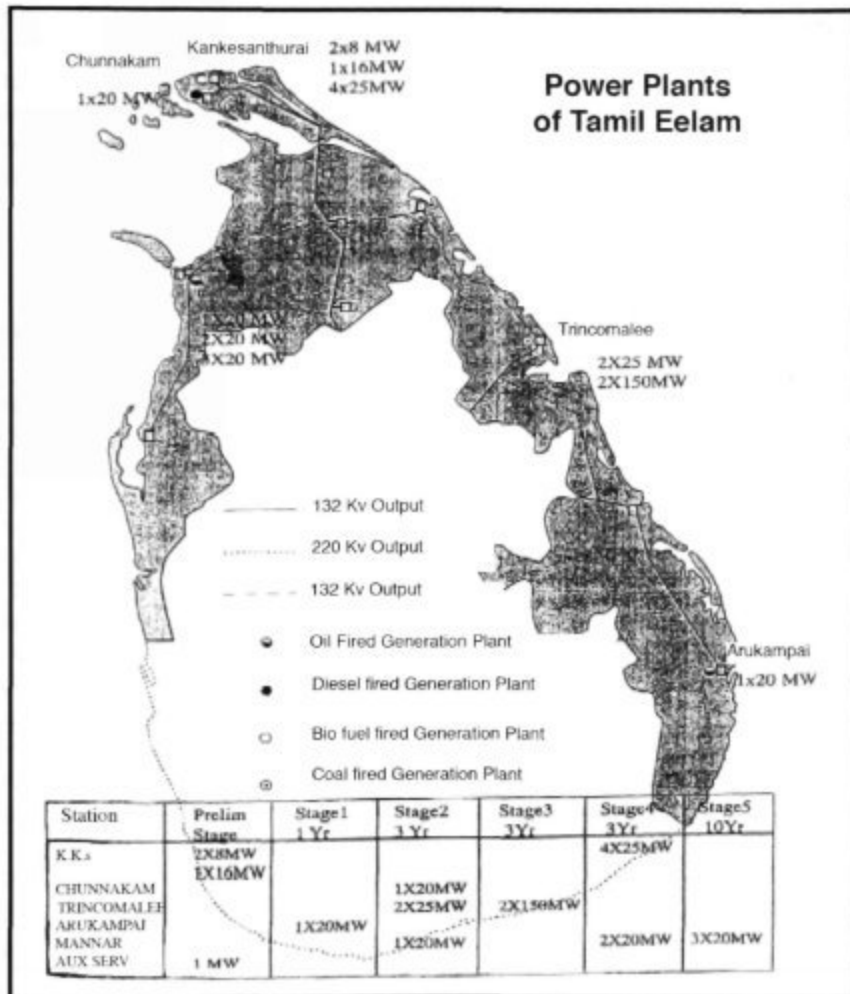 Power Plants
of Tamil Eelam
Kankesanthurai
2x8 MW
1x16MW
4x25MW
Chunnakam
1x20 MW
1X20 MW
2X20 MW
3X20 MW
Trincomalee
2X25 MW
2X150MW
Arukampai
1x20 MW
132 Kv Output
220 Kv Output
132 Kv Output
Oil Fired Generation Plant
Diesel fired Generation Plant
Bio fuel fired Generation Plant
Coal fired Generation Plant
Station Prelim Stage1 Stage2 Stage3 Stage4 Stage5
Stage 1 Yr 3 Yr 3Yr 3Yr 10Yr
K.K.s 2X8MW 4X25MW
1X16MW
CHUNNAKAM 1X20MW
TRINCOMALEE 2X25MW 2X150MW
ARUKAMPAI 1X20MW
MANNAR 1X20MW 2X20MW 3X20MW
AUX SERV 1 MW